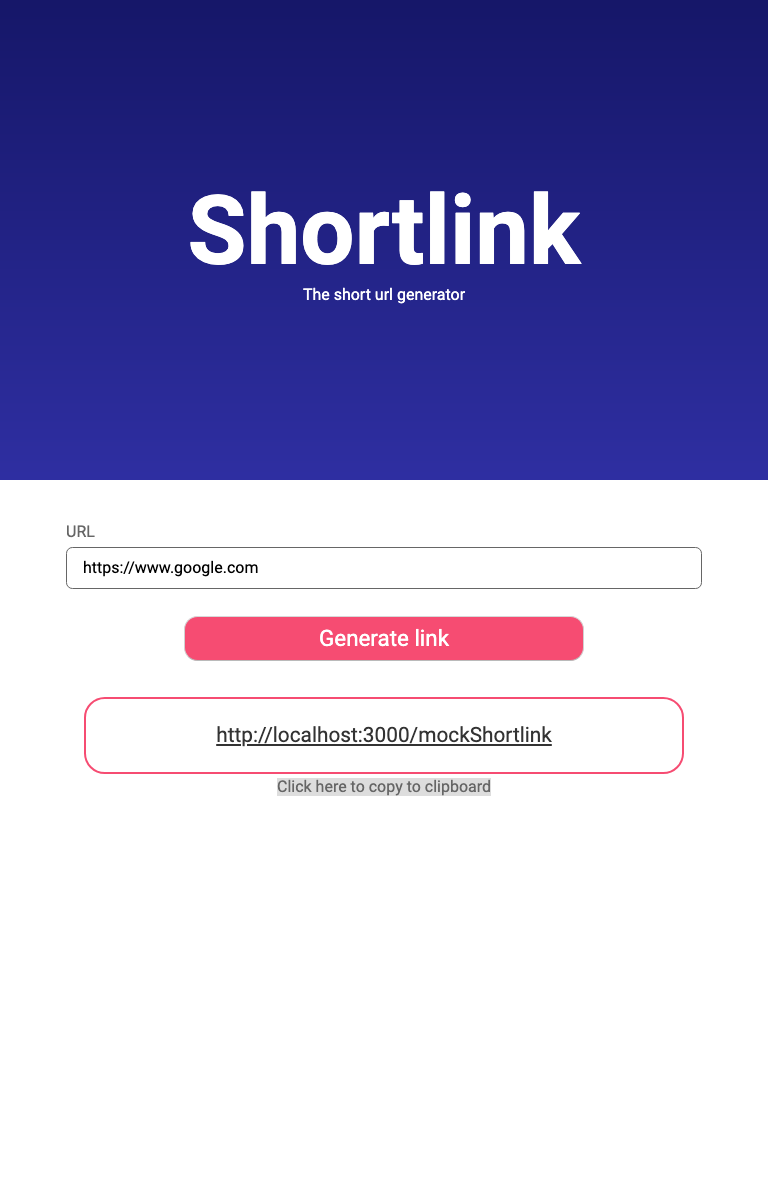 Shortlink
The short url generator
URL
https://www.google.com
Generate link
http://localhost:3000/mockShortlink
Click here to copy to clipboard